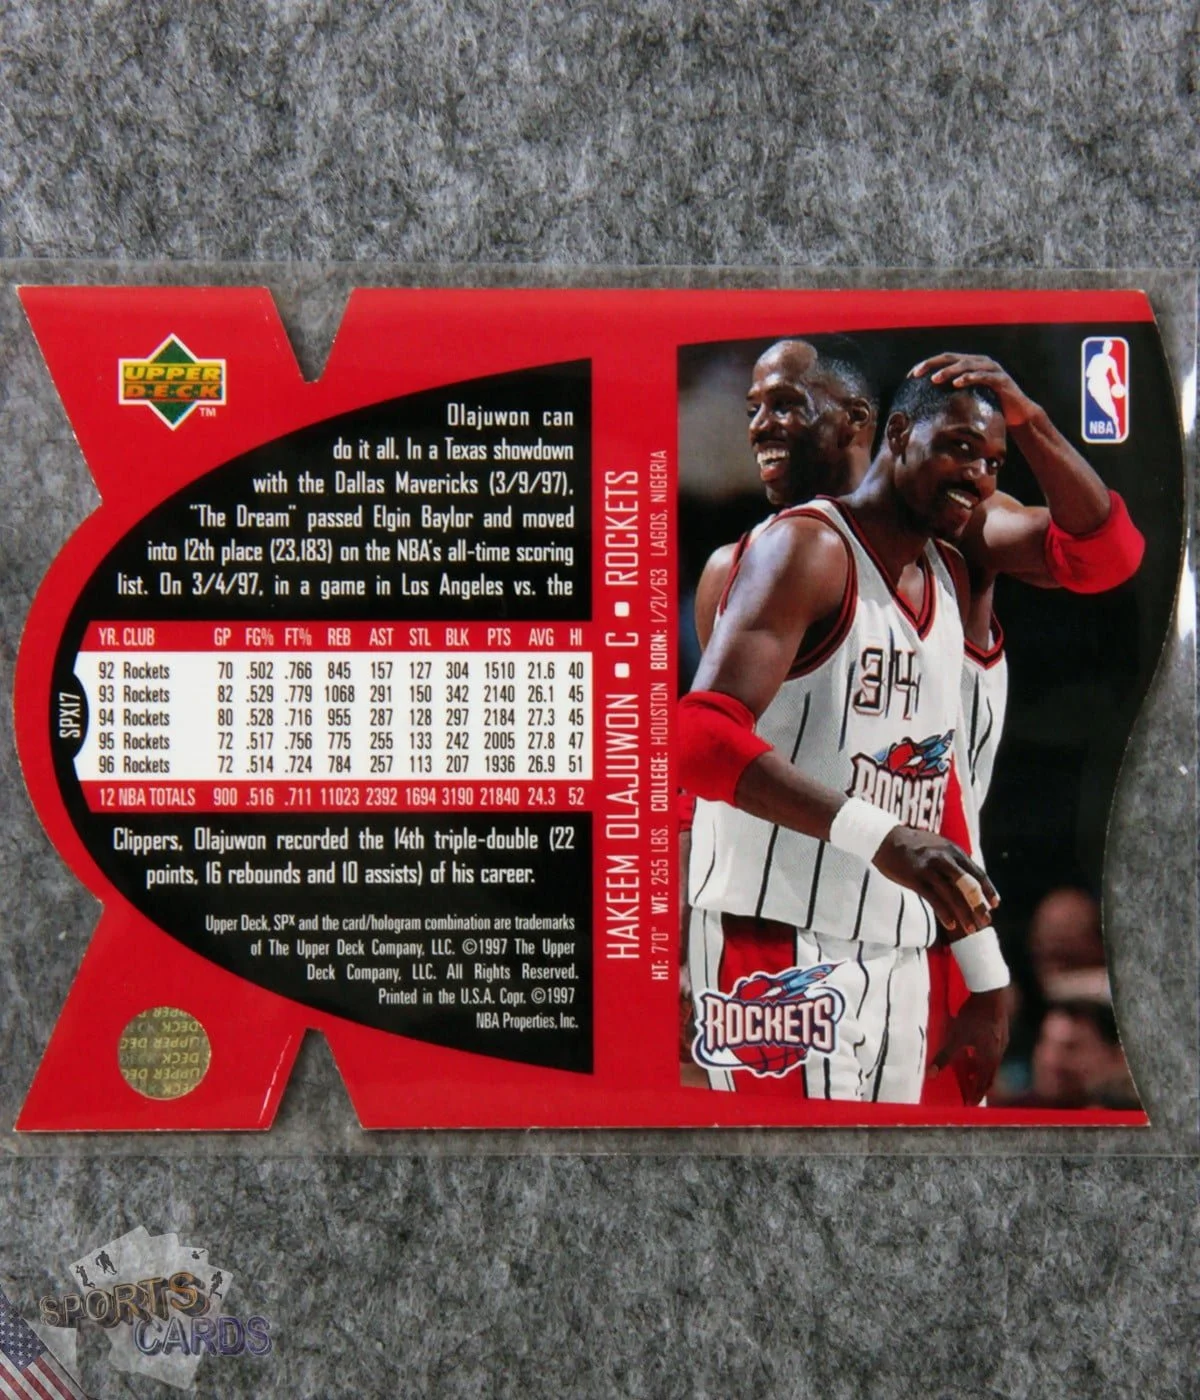 UPPER
DECK
TM
Olajuwon can
do it all. In a Texas showdown
with the Dallas Mavericks (3/9/97),
"The Dream" passed Elgin Baylor and moved
into 12th place (23,183) on the NBA's all-time scoring
list. On 3/4/97, in a game in Los Angeles vs. the
YR. CLUB GP FG% FT% REB AST STL BLK PTS AVG HI
92 Rockets 70 .502 .766 845 157 127 304 1510 21.6 40
93 Rockets 82 .529 .779 1068 291 150 342 2140 26.1 45
94 Rockets 80 .528 .716 955 287 128 297 2184 27.3 45
95 Rockets 72 .517 .756 775 255 133 242 2005 27.8 47
96 Rockets 72 .514 .724 784 257 113 207 1936 26.9 51
12 NBA TOTALS 900 .516 .711 11023 2392 1694 3190 21840 24.3 52
SPX17
Clippers, Olajuwon recorded the 14th triple-double (22
points, 16 rebounds and 10 assists) of his career.
Upper Deck, SPx and the card/hologram combination are trademarks
of The Upper Deck Company, LLC. ©1997 The Upper
Deck Company, LLC. All Rights Reserved.
Printed in the U.S.A. Copr. ©1997
NBA Properties, Inc.
HAKEEM OLAJUWON ▪ C ▪ ROCKETS
HT: 7'0" WT: 255 LBS. COLLEGE: HOUSTON BORN: 1/21/63 LAGOS, NIGERIA
NBA
34
ROCKETS
ROCKETS
UPPER DECK
SPORTS
CARDS